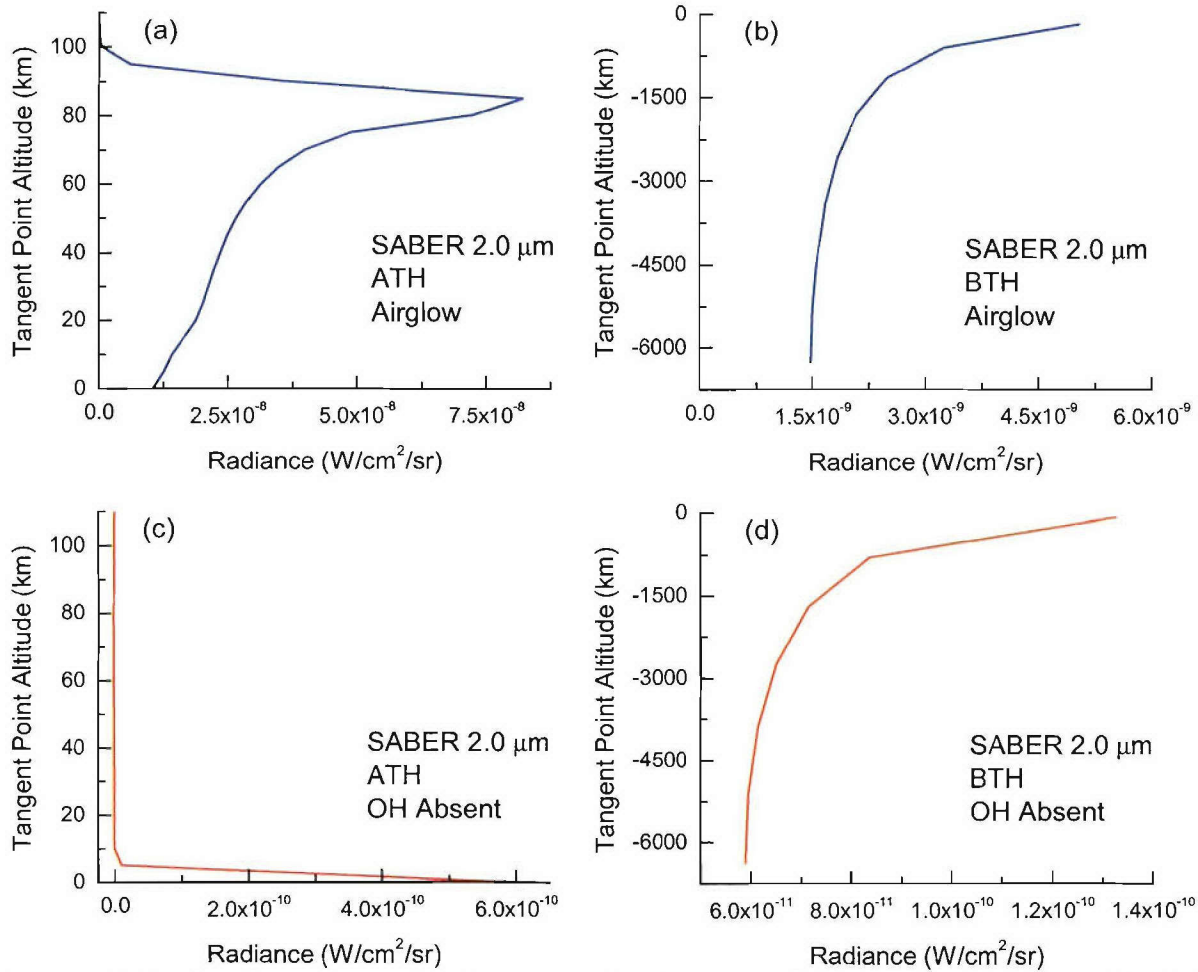 (a)
Tangent Point Altitude (km)
100
80
60
40
20
0
SABER 2.0 μm
ATH
Airglow
0.0
2.5x10⁻⁸
5.0x10⁻⁸
7.5x10⁻⁸
Radiance (W/cm²/sr)
(b)
Tangent Point Altitude (km)
0
-1500
-3000
-4500
-6000
SABER 2.0 μm
BTH
Airglow
0.0
1.5x10⁻⁹
3.0x10⁻⁹
4.5x10⁻⁹
6.0x10⁻⁹
Radiance (W/cm²/sr)
(c)
Tangent Point Altitude (km)
100
80
60
40
20
0
SABER 2.0 μm
ATH
OH Absent
0.0
2.0x10⁻¹⁰
4.0x10⁻¹⁰
6.0x10⁻¹⁰
Radiance (W/cm²/sr)
(d)
Tangent Point Altitude (km)
0
-1500
-3000
-4500
-6000
SABER 2.0 μm
BTH
OH Absent
6.0x10⁻¹¹
8.0x10⁻¹¹
1.0x10⁻¹⁰
1.2x10⁻¹⁰
1.4x10⁻¹⁰
Radiance (W/cm²/sr)